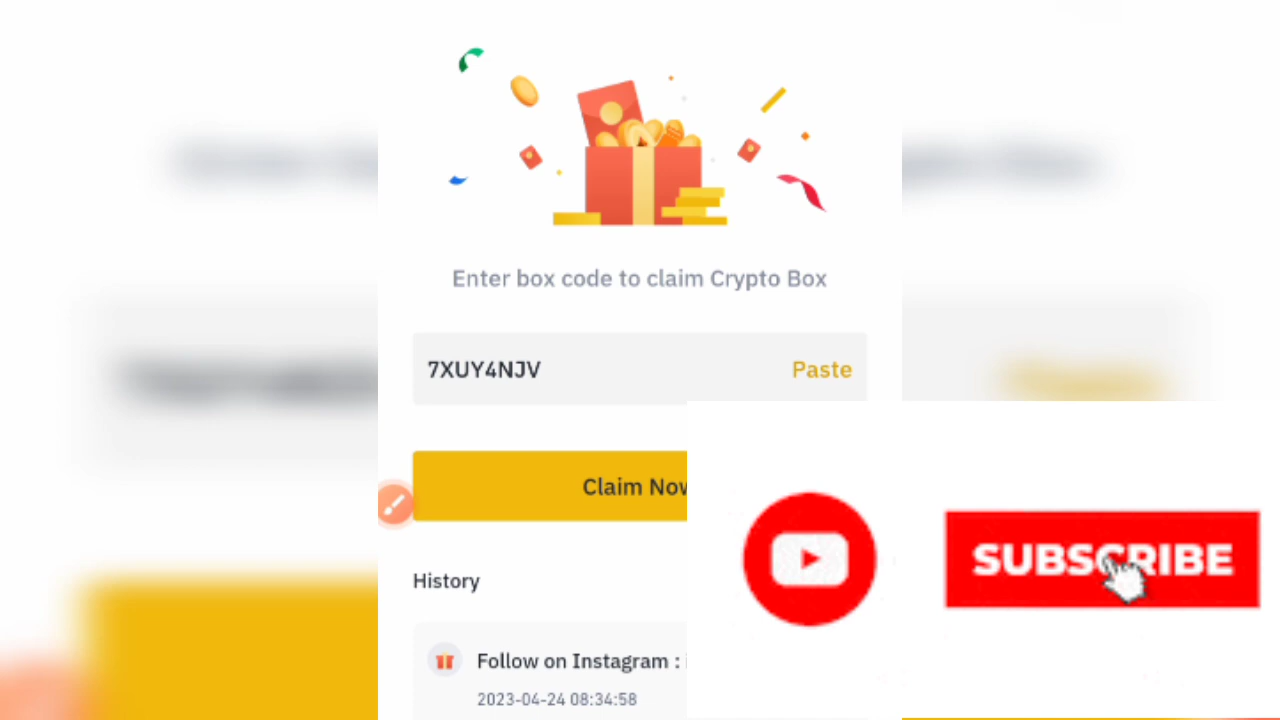 Enter box code to claim Crypto Box
7XUY4NJV
Paste
Claim Now
SUBSCRIBE
History
Follow on Instagram :
2023-04-24 08:34:58